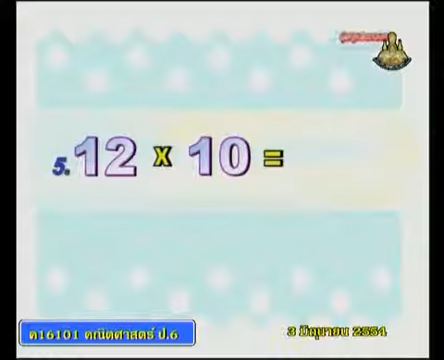 5. 12 x 10 =
ค16101 คณิตศาสตร์ ป.6
3 มิถุนายน 2554